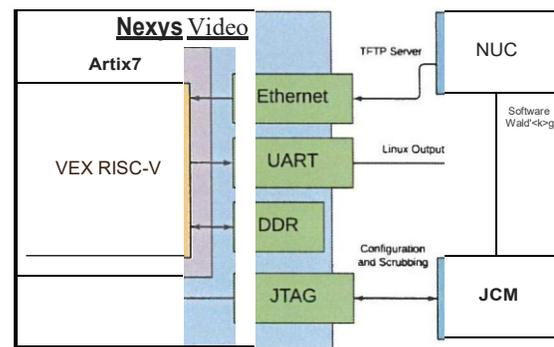 Nexys Video
Artix7
VEX RISC-V
Ethernet
UART
DDR
JTAG
TFTP Server
Linux Output
Configuration
and Scrubbing
NUC
Software
Wald'<k>g
JCM